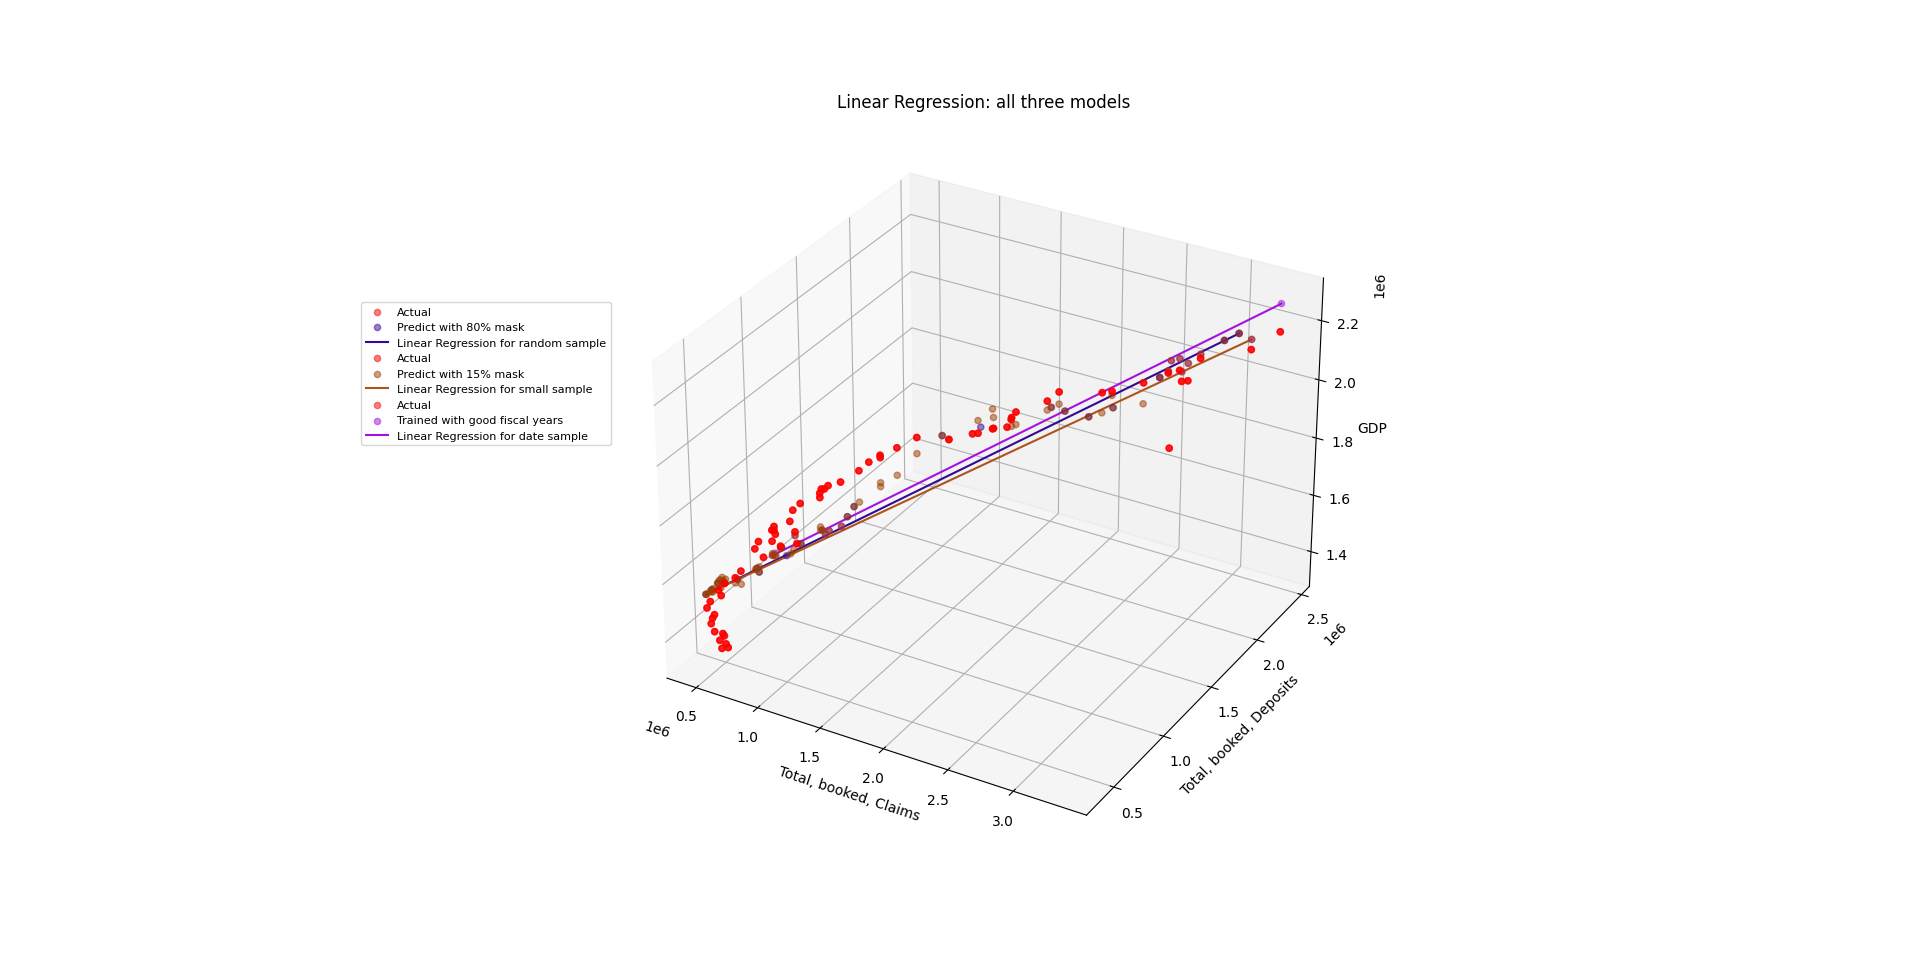 Linear Regression: all three models
Actual
Predict with 80% mask
Linear Regression for random sample
Actual
Predict with 15% mask
Linear Regression for small sample
Actual
Trained with good fiscal years
Linear Regression for date sample
1e6
2.2
2.0
GDP
1.8
1.6
1.4
2.5
1e6
2.0
1.5
1.0
0.5
Total, booked, Deposits
0.5
1e6
1.0
1.5
2.0
2.5
3.0
Total, booked, Claims